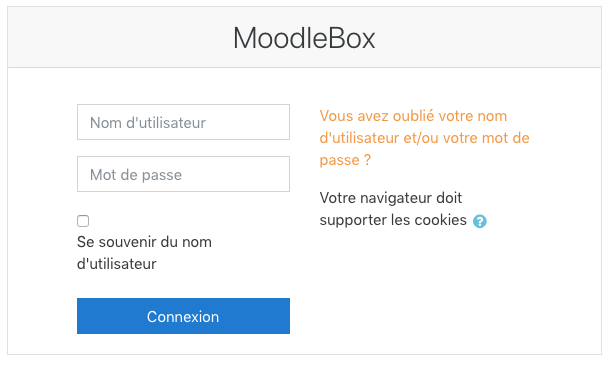 MoodleBox
Nom d'utilisateur
Mot de passe
Se souvenir du nom
d'utilisateur
Connexion
Vous avez oublié votre nom
d'utilisateur et/ou votre mot de
passe ?
Votre navigateur doit
supporter les cookies ?